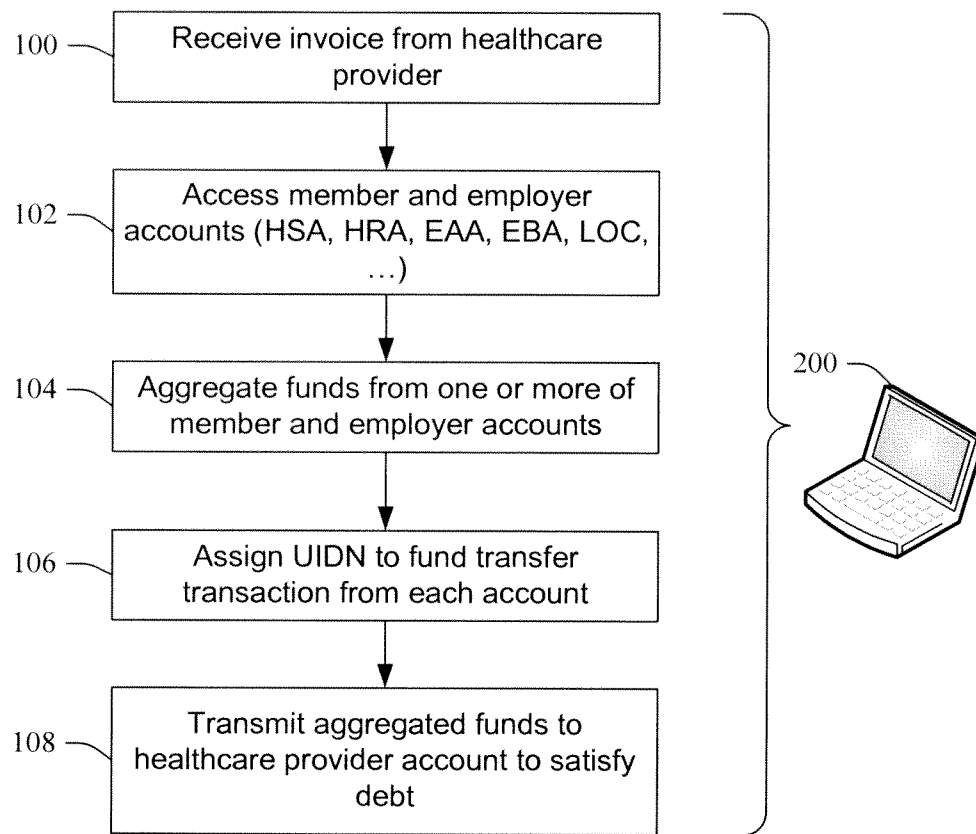 100
Receive invoice from healthcare
provider
102
Access member and employer
accounts (HSA, HRA, EAA, EBA, LOC,
…)
200
104
Aggregate funds from one or more of
member and employer accounts
106
Assign UIDN to fund transfer
transaction from each account
108
Transmit aggregated funds to
healthcare provider account to satisfy
debt